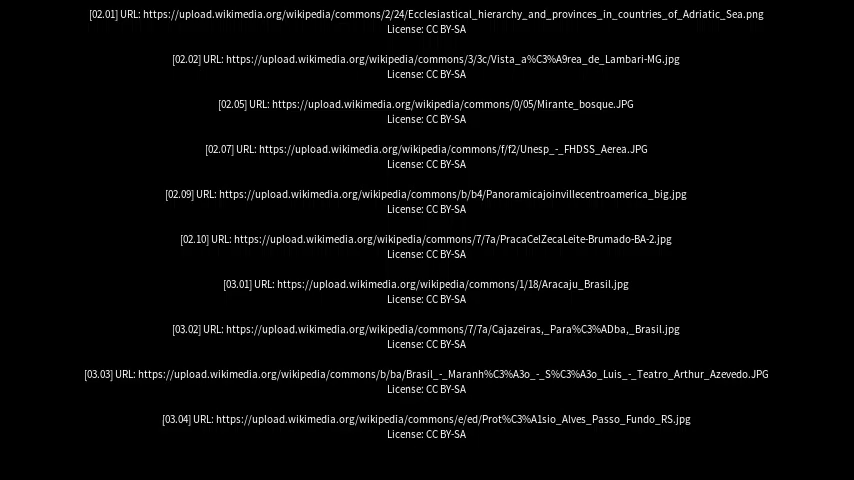 [02.01] URL: https://upload.wikimedia.org/wikipedia/commons/2/24/Ecclesiastical_hierarchy_and_provinces_in_countries_of_Adriatic_Sea.png
License: CC BY-SA
[02.02] URL: https://upload.wikimedia.org/wikipedia/commons/3/3c/Vista_a%C3%A9rea_de_Lambari-MG.jpg
License: CC BY-SA
[02.05] URL: https://upload.wikimedia.org/wikipedia/commons/0/05/Mirante_bosque.JPG
License: CC BY-SA
[02.07] URL: https://upload.wikimedia.org/wikipedia/commons/f/f2/Unesp_-_FHDSS_Aerea.JPG
License: CC BY-SA
[02.09] URL: https://upload.wikimedia.org/wikipedia/commons/b/b4/Panoramicajoinvillecentroamerica_big.jpg
License: CC BY-SA
[02.10] URL: https://upload.wikimedia.org/wikipedia/commons/7/7a/PracaCelZecaLeite-Brumado-BA-2.jpg
License: CC BY-SA
[03.01] URL: https://upload.wikimedia.org/wikipedia/commons/1/18/Aracaju_Brasil.jpg
License: CC BY-SA
[03.02] URL: https://upload.wikimedia.org/wikipedia/commons/7/7a/Cajazeiras,_Para%C3%ADba,_Brasil.jpg
License: CC BY-SA
[03.03] URL: https://upload.wikimedia.org/wikipedia/commons/b/ba/Brasil_-_Maranh%C3%A3o_-_S%C3%A3o_Luis_-_Teatro_Arthur_Azevedo.JPG
License: CC BY-SA
[03.04] URL: https://upload.wikimedia.org/wikipedia/commons/e/ed/Prot%C3%A1sio_Alves_Passo_Fundo_RS.jpg
License: CC BY-SA